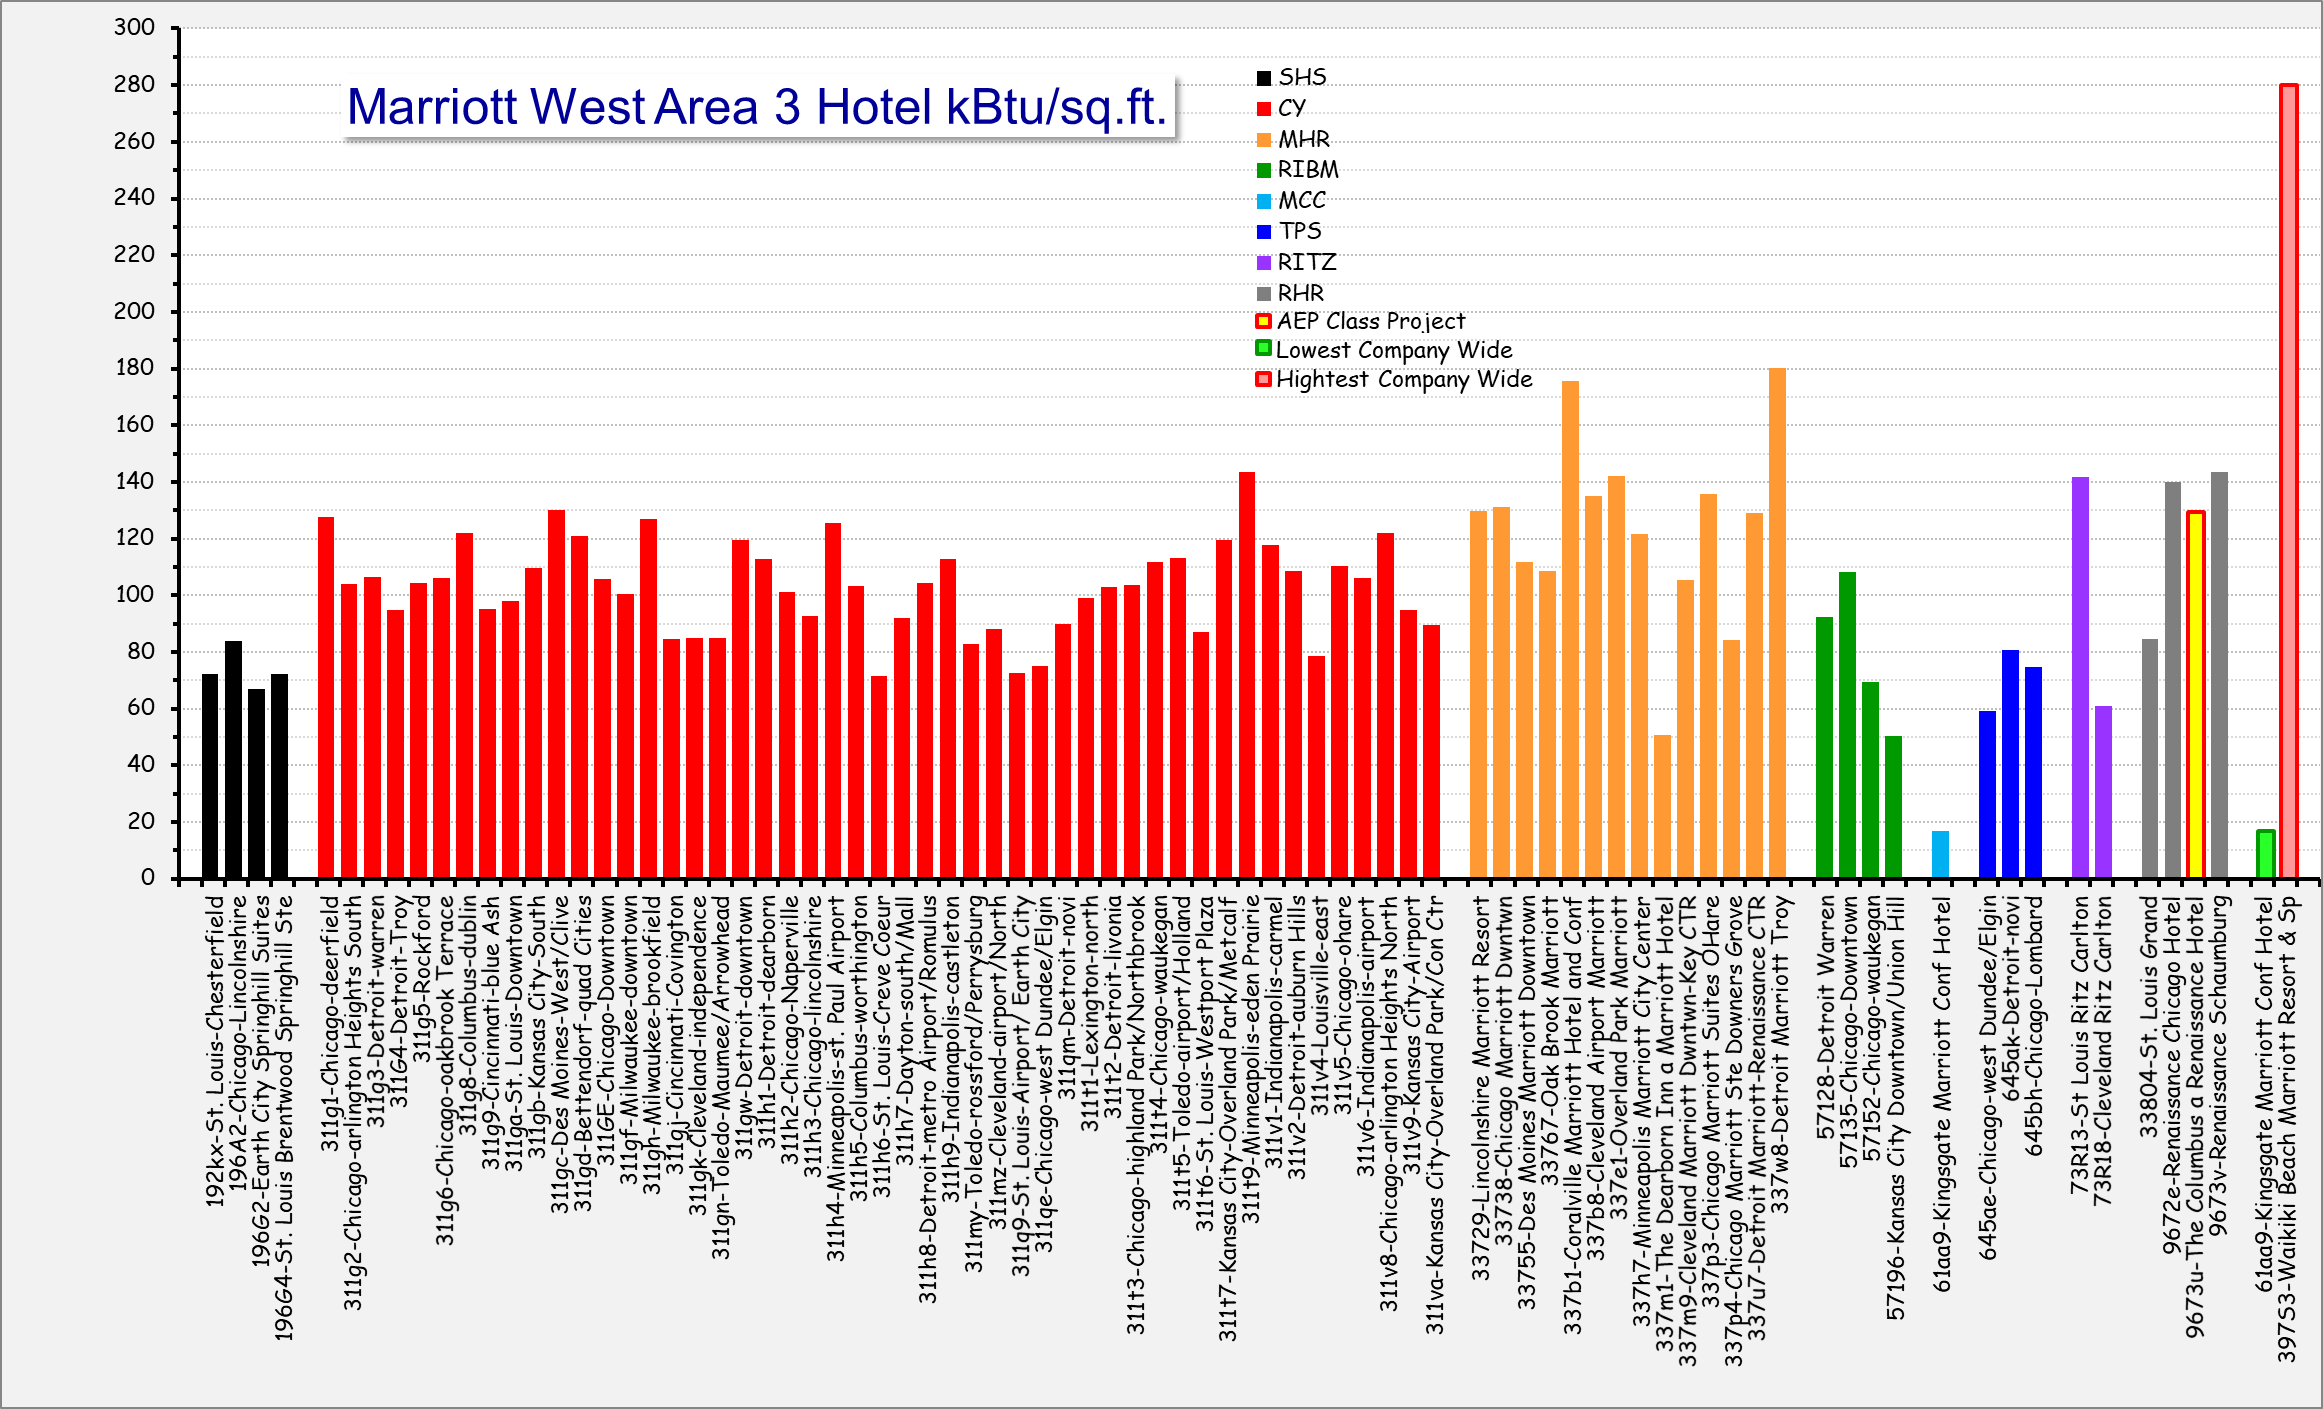 300
280
260
240
220
200
180
160
140
120
100
80
60
40
20
0
Marriott West Area 3 Hotel kBtu/sq.ft.
SHS
CY
MHR
RIBM
MCC
TPS
RITZ
RHR
AEP Class Project
Lowest Company Wide
Hightest Company Wide
192kx-St. Louis-Chesterfield
196A2-Chicago-Lincolnshire
196G2-Earth City Springhill Suites
196G4-St. Louis Brentwood Springhill Ste
311g1-Chicago-deerfield
311g2-Chicago-arlington Heights South
311g3-Detroit-warren
311G4-Detroit-Troy
311g5-Rockford
311g6-Chicago-oakbrook Terrace
311g8-Columbus-dublin
311g9-Cincinnati-blue Ash
311ga-St. Louis-Downtown
311gb-Kansas City-South
311gc-Des Moines-West/Clive
311gd-Bettendorf-quad Cities
311GE-Chicago-Downtown
311gf-Milwaukee-downtown
311gh-Milwaukee-brookfield
311gj-Cincinnati-Covington
311gk-Cleveland-independence
311gn-Toledo-Maumee/Arrowhead
311gw-Detroit-downtown
311h1-Detroit-dearborn
311h2-Chicago-Naperville
311h3-Chicago-lincolnshire
311h4-Minneapolis-st. Paul Airport
311h5-Columbus-worthington
311h6-St. Louis-Creve Coeur
311h7-Dayton-south/Mall
311h8-Detroit-metro Airport/Romulus
311h9-Indianapolis-castleton
311my-Toledo-rossford/Perrysburg
311mz-Cleveland-airport/North
311q9-St. Louis-Airport/ Earth City
311qe-Chicago-west Dundee/Elgin
311qm-Detroit-novi
311t1-Lexington-north
311t2-Detroit-livonia
311t3-Chicago-highland Park/Northbrook
311t4-Chicago-waukegan
311t5-Toledo-airport/Holland
311t6-St. Louis-Westport Plaza
311t7-Kansas City-Overland Park/Metcalf
311t9-Minneapolis-eden Prairie
311v1-Indianapolis-carmel
311v2-Detroit-auburn Hills
311v4-Louisville-east
311v5-Chicago-ohare
311v6-Indianapolis-airport
311v8-Chicago-arlington Heights North
311v9-Kansas City-Airport
311va-Kansas City-Overland Park/Con Ctr
33729-Lincolnshire Marriott Resort
33738-Chicago Marriott Dwntwn
33755-Des Moines Marriott Downtown
33767-Oak Brook Marriott
337b1-Coralville Marriott Hotel and Conf
337b8-Cleveland Airport Marriott
337e1-Overland Park Marriott
337h7-Minneapolis Marriott City Center
337m1-The Dearborn Inn a Marriott Hotel
337m9-Cleveland Marriott Dwntwn-Key CTR
337p3-Chicago Marriott Suites OHare
337p4-Chicago Marriott Ste Downers Grove
337u7-Detroit Marriott-Renaissance CTR
337w8-Detroit Marriott Troy
57128-Detroit Warren
57135-Chicago-Downtown
57152-Chicago-waukegan
57196-Kansas City Downtown/Union Hill
61aa9-Kingsgate Marriott Conf Hotel
645ae-Chicago-west Dundee/Elgin
645ak-Detroit-novi
645bh-Chicago-Lombard
73R13-St Louis Ritz Carlton
73R18-Cleveland Ritz Carlton
33804-St. Louis Grand
9672e-Renaissance Chicago Hotel
9673u-The Columbus a Renaissance Hotel
9673v-Renaissance Schaumburg
61aa9-Kingsgate Marriott Conf Hotel
39753-Waikiki Beach Marriott Resort & Sp